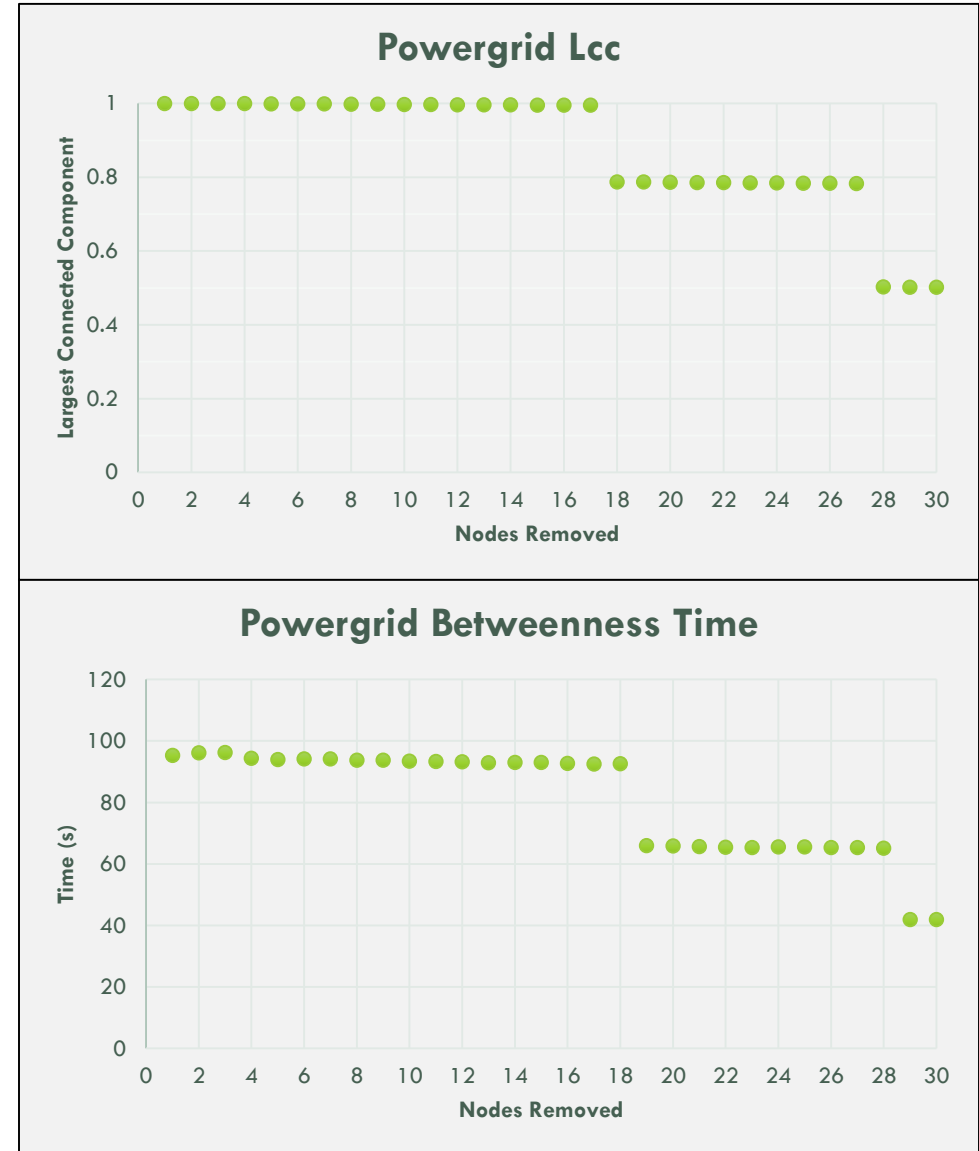 Powergrid Lcc
Largest Connected Component
1
0.8
0.6
0.4
0.2
0
0 2 4 6 8 10 12 14 16 18 20 22 24 26 28 30
Nodes Removed
Powergrid Betweenness Time
Time (s)
120
100
80
60
40
20
0
0 2 4 6 8 10 12 14 16 18 20 22 24 26 28 30
Nodes Removed